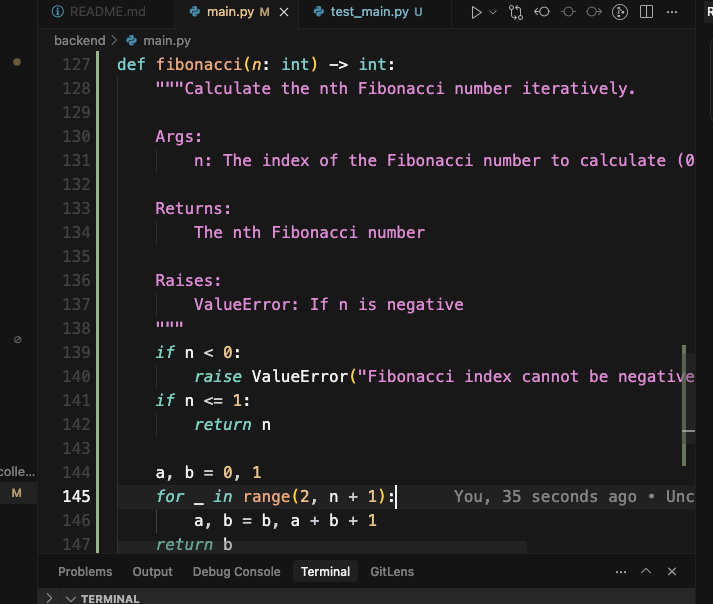 README.md
main.py M
test_main.py U
R
backend > main.py
127 def fibonacci(n: int) -> int:
128 """Calculate the nth Fibonacci number iteratively.
129
130 Args:
131 n: The index of the Fibonacci number to calculate (0
132
133 Returns:
134 The nth Fibonacci number
135
136 Raises:
137 ValueError: If n is negative
138 """
139 if n < 0:
140 raise ValueError("Fibonacci index cannot be negative
141 if n <= 1:
142 return n
143
144 a, b = 0, 1
colle...
M
145 for _ in range(2, n + 1): You, 35 seconds ago • Unc
146 a, b = b, a + b + 1
147 return b
Problems Output Debug Console Terminal GitLens
TERMINAL